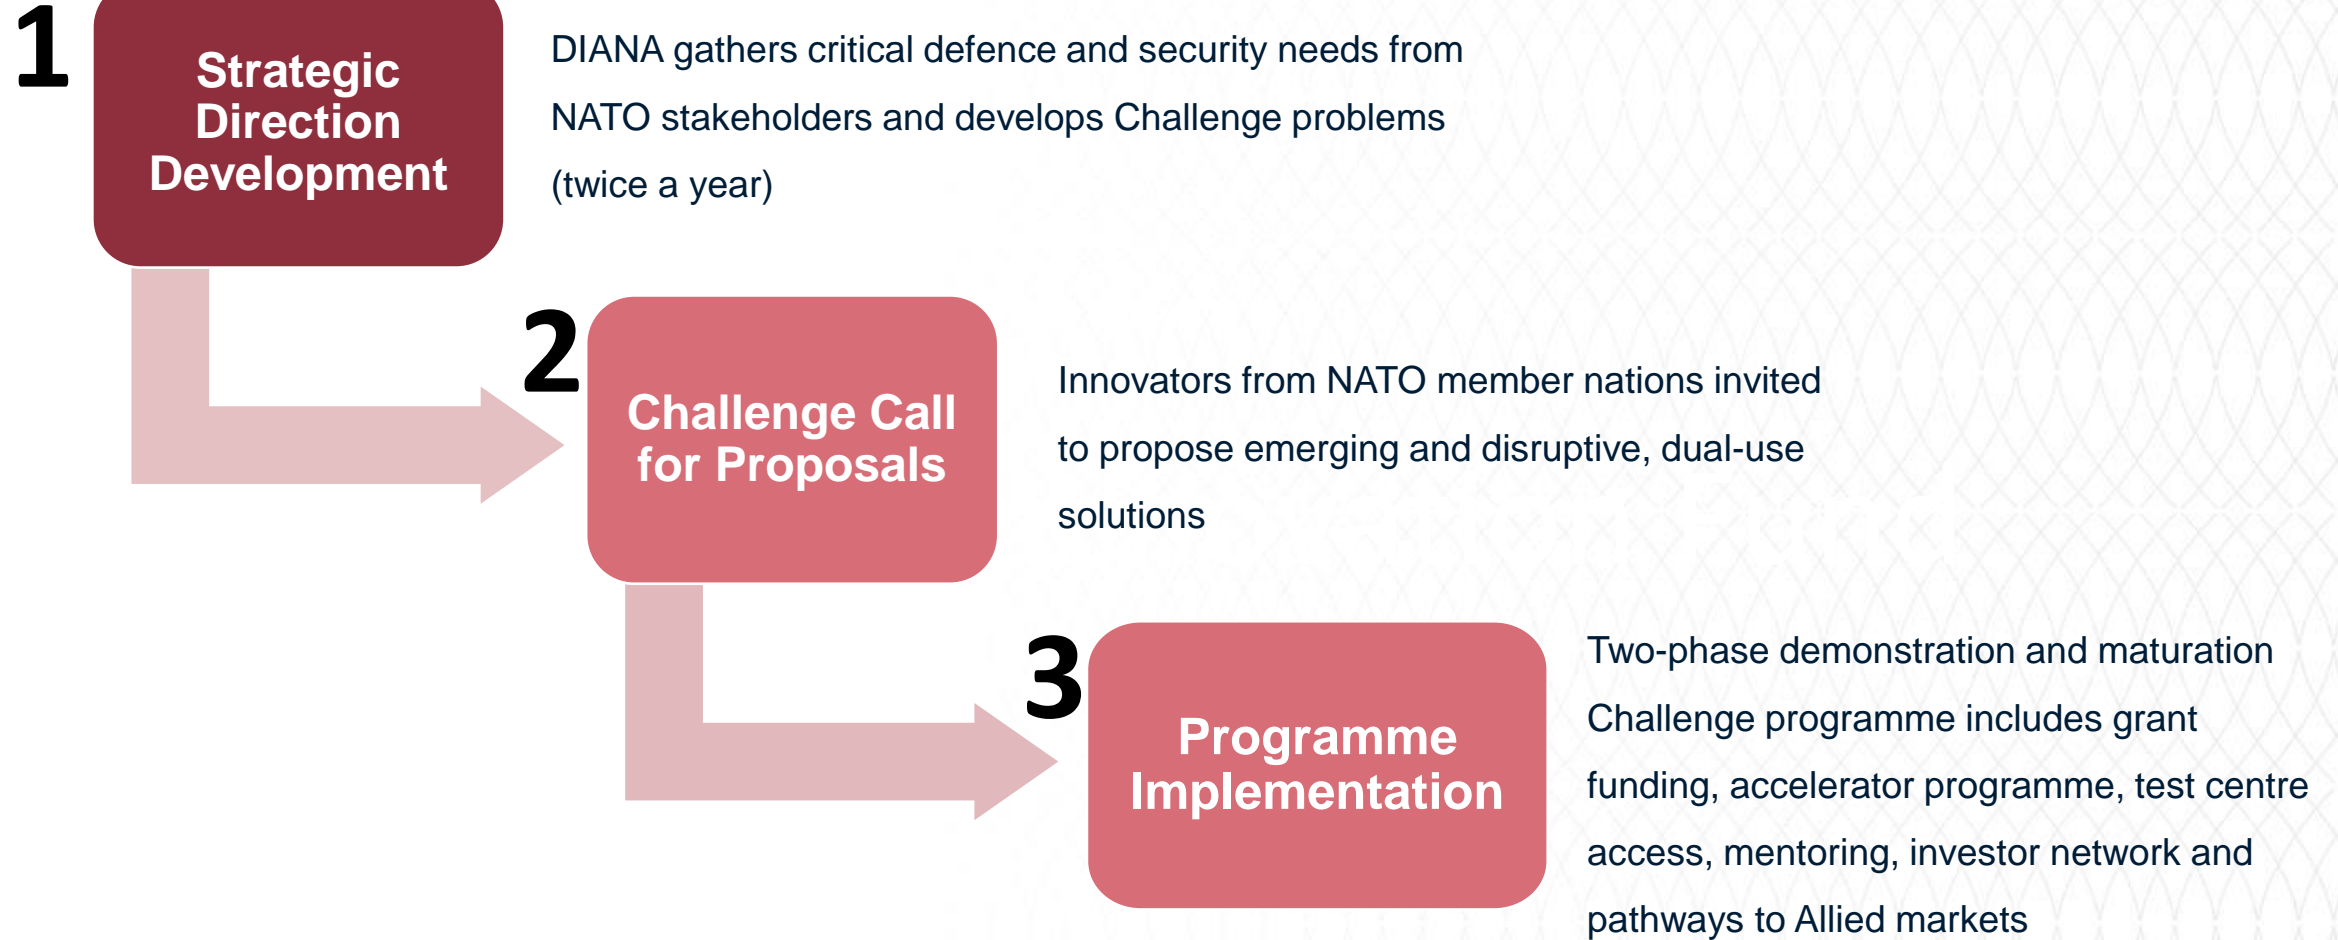 1
Strategic
Direction
Development
DIANA gathers critical defence and security needs from
NATO stakeholders and develops Challenge problems
(twice a year)
2
Challenge Call
for Proposals
Innovators from NATO member nations invited
to propose emerging and disruptive, dual-use
solutions
3
Programme
Implementation
Two-phase demonstration and maturation
Challenge programme includes grant
funding, accelerator programme, test centre
access, mentoring, investor network and
pathways to Allied markets